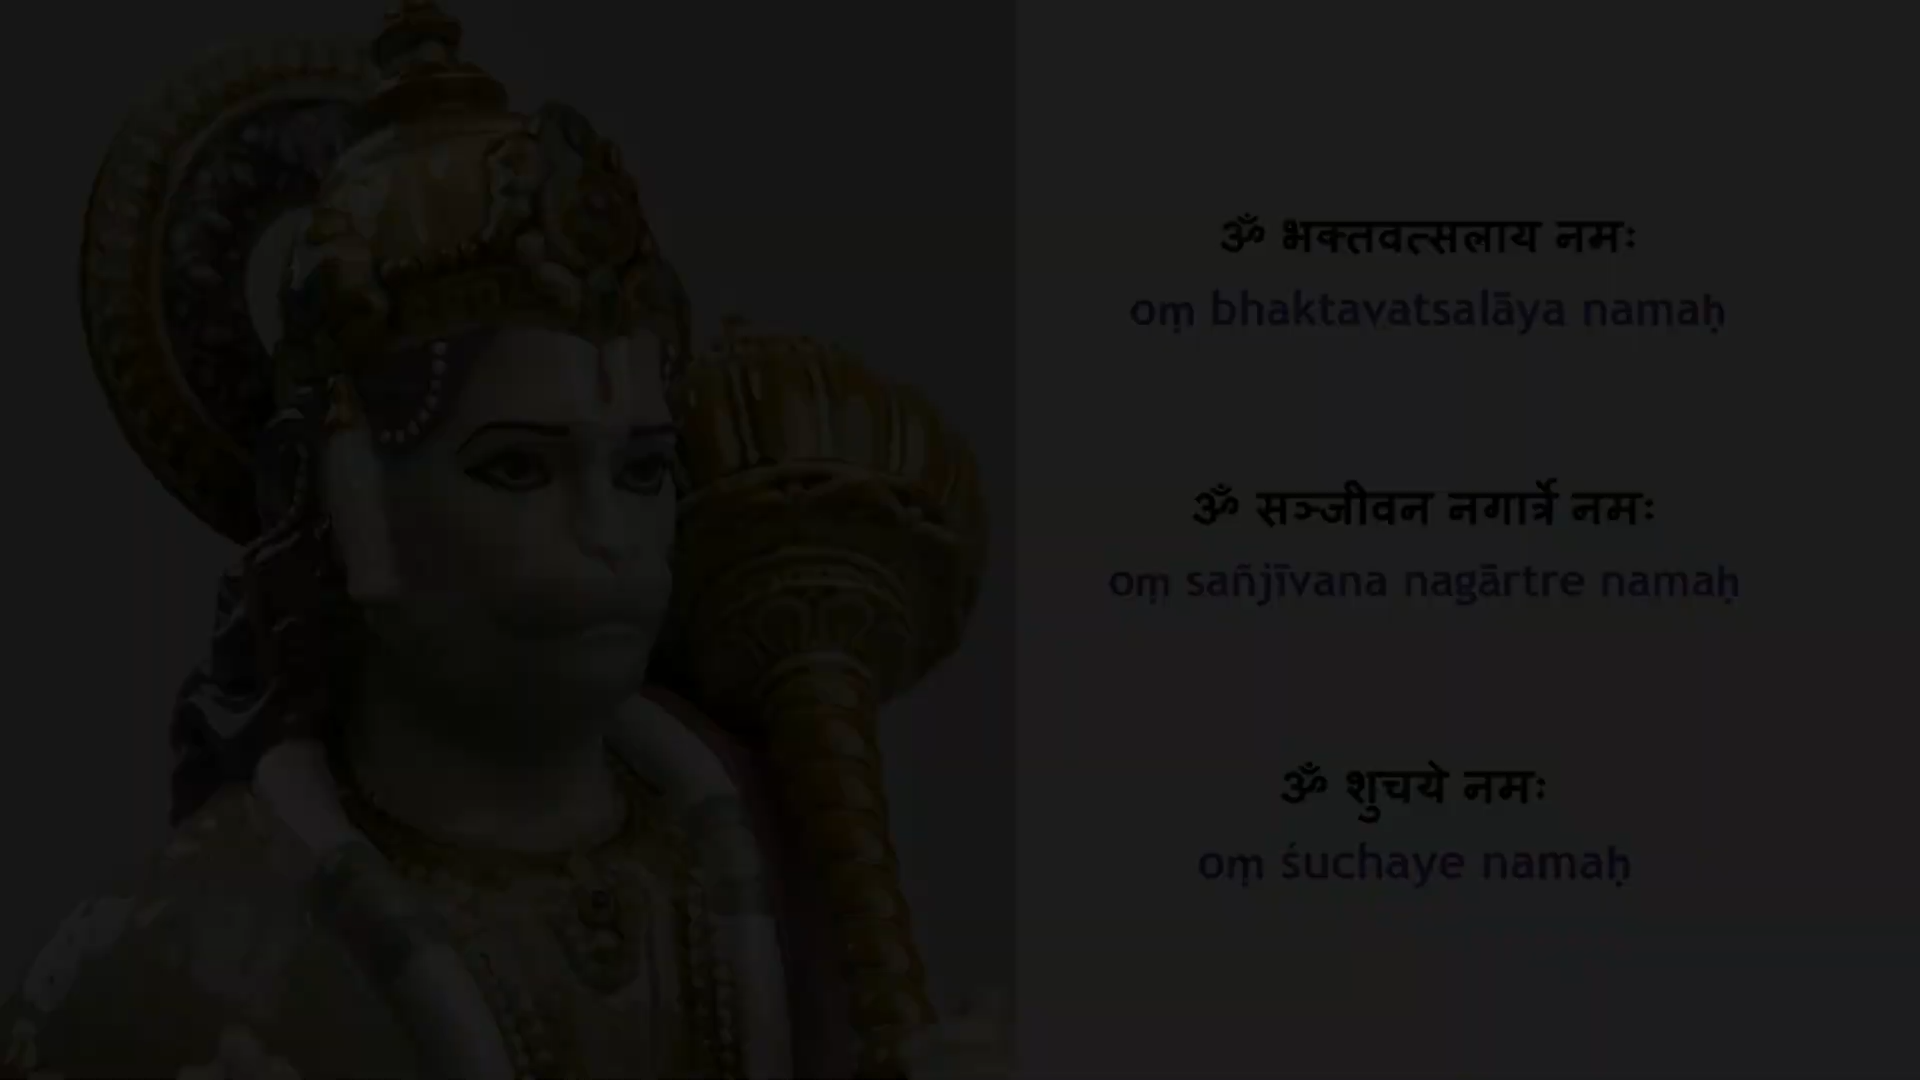 ॐ भक्तवत्सलाय नमः
oṃ bhaktavatsalāya namaḥ
ॐ सञ्जीवन नगार्त्रे नमः
oṃ sañjīvana nagārtre namaḥ
ॐ शुचये नमः
oṃ śuchaye namaḥ